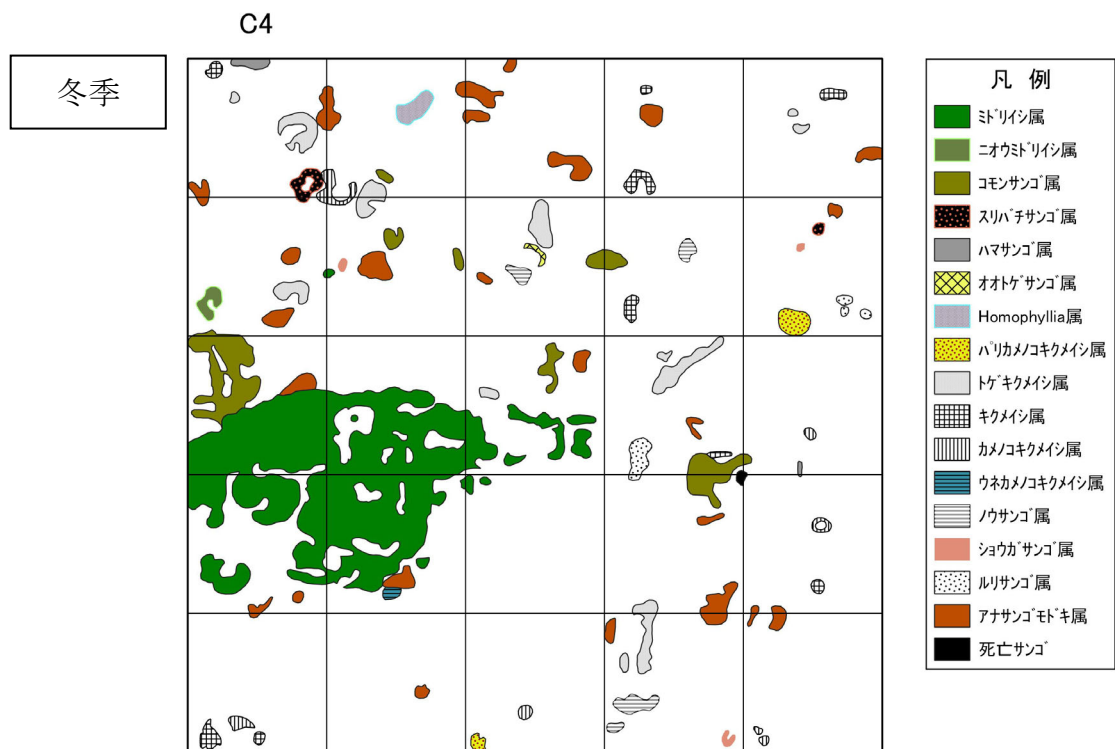 C4
冬季
凡 例
ミドリイシ属
ニオウミドリイシ属
コモンサンゴ属
スリバチサンゴ属
ハマサンゴ属
オオトゲサンゴ属
Homophyllia属
バリカメノコキクメイシ属
トゲキクメイシ属
キクメイシ属
カメノコキクメイシ属
ウネカメノコキクメイシ属
ノウサンゴ属
ショウガサンゴ属
ルリサンゴ属
アナサンゴモドキ属
死亡サンゴ